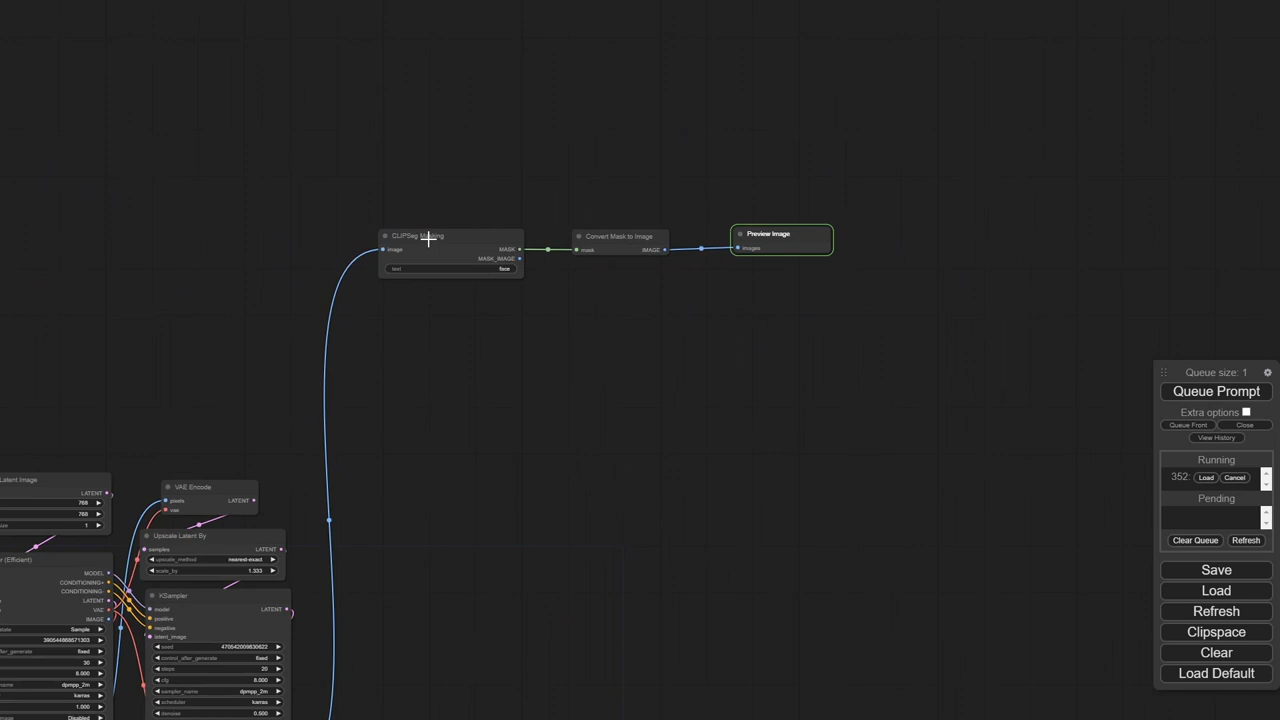 CLIPSeg Masking
image MASK
MASK_IMAGE
text face
Convert Mask to Image
mask IMAGE
Preview Image
images
Queue size: 1
Queue Prompt
Extra options
Queue Front Close
View History
Running
352: Load Cancel
Pending
Clear Queue Refresh
Save
Load
Refresh
Clipspace
Clear
Load Default
Latent Image
LATENT
768
768
1
VAE Encode
pixels LATENT
vae
Upscale Latent By
samples LATENT
upscale_method nearest-exact
scale_by 1.333
(Efficient)
MODEL
CONDITIONING+
CONDITIONING-
LATENT
VAE
IMAGE
Sample
fixed
30
8.000
dpmpp_2m
karras
1.000
Disabled
KSampler
model LATENT
positive
negative
latent_image
seed
control_after_generate fixed
steps 20
cfg 8.000
sampler_name dpmpp_2m
scheduler karras
denoise 0.500